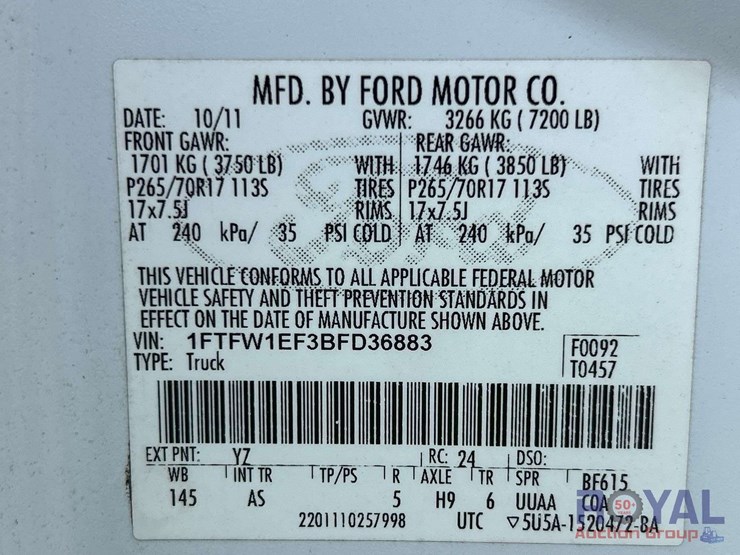 MFD. BY FORD MOTOR CO.
DATE: 10/11 GVWR: 3266 KG ( 7200 LB)
FRONT GAWR: REAR GAWR:
1701 KG ( 3750 LB) WITH 1746 KG ( 3850 LB) WITH
P265/70R17 113S TIRES P265/70R17 113S TIRES
17x7.5J RIMS 17x7.5J RIMS
AT 240 kPa/ 35 PSI COLD AT 240 kPa/ 35 PSI COLD
Ford
THIS VEHICLE CONFORMS TO ALL APPLICABLE FEDERAL MOTOR
VEHICLE SAFETY AND THEFT PREVENTION STANDARDS IN
EFFECT ON THE DATE OF MANUFACTURE SHOWN ABOVE.
VIN: 1FTFW1EF3BFD36883 F0092
TYPE: Truck T0457
EXT PNT: YZ RC: 24 DSO:
WB INT TR TP/PS R AXLE TR SPR BF615
145 AS 5 H9 6 UUAA COA
2201110257998 UTC ▽5U5A-1520472-BA
ROYAL
50+
Auction Group